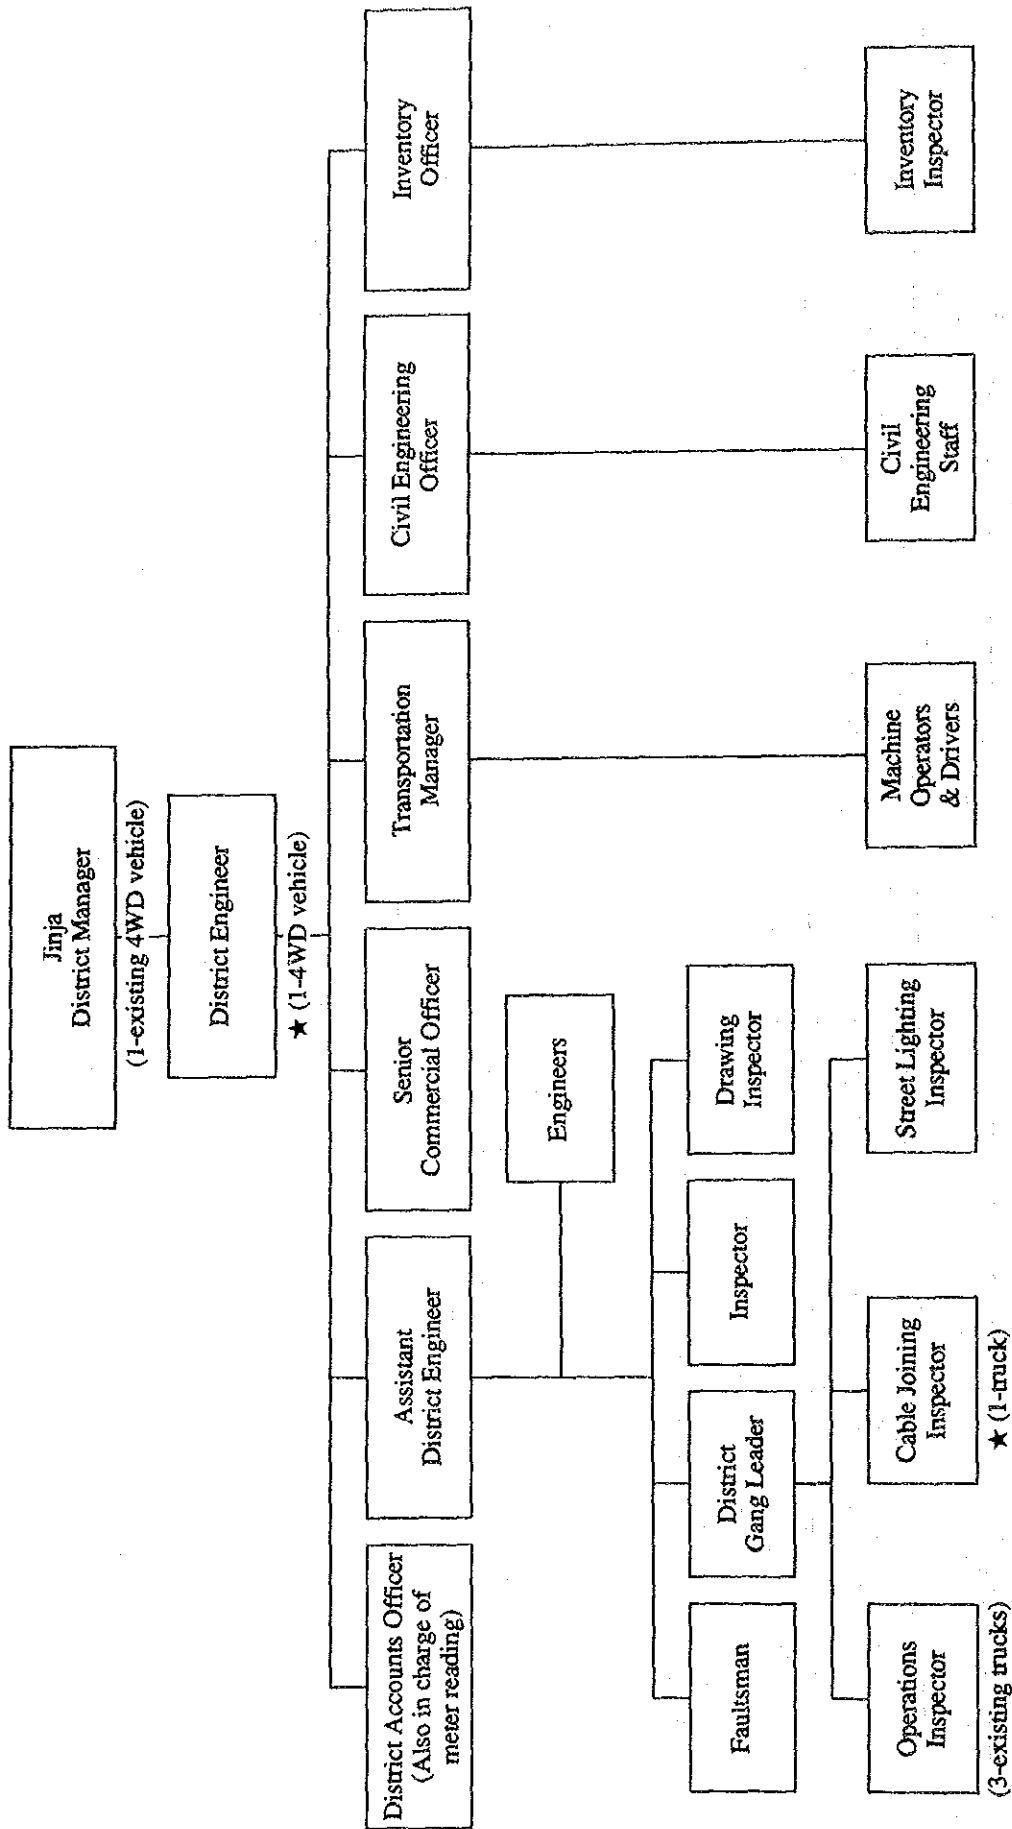 Jinja
District Manager
(1-existing 4WD vehicle)
District Engineer
★ (1-4WD vehicle)
District Accounts Officer
(Also in charge of
meter reading)
Assistant
District Engineer
Senior
Commercial Officer
Transportation
Manager
Civil Engineering
Officer
Inventory
Officer
Engineers
Faultsman
District
Gang Leader
Inspector
Drawing
Inspector
Operations
Inspector
(3-existing trucks)
Cable Joining
Inspector
★ (1-truck)
Street Lighting
Inspector
Machine
Operators
& Drivers
Civil
Engineering
Staff
Inventory
Inspector